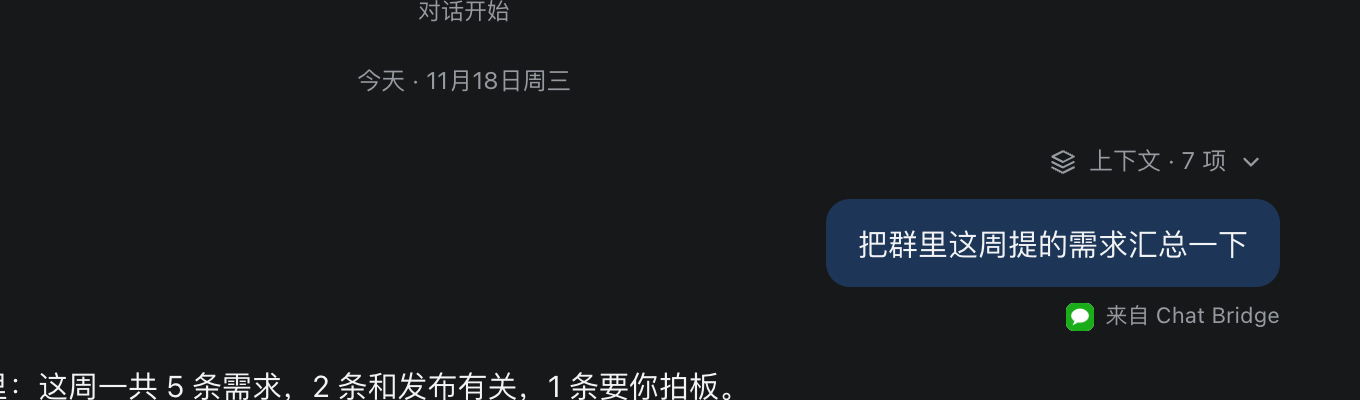 对话开始
今天 · 11月18日周三
上下文 · 7 项
把群里这周提的需求汇总一下
来自 Chat Bridge
：这周一共 5 条需求，2 条和发布有关，1 条要你拍板。